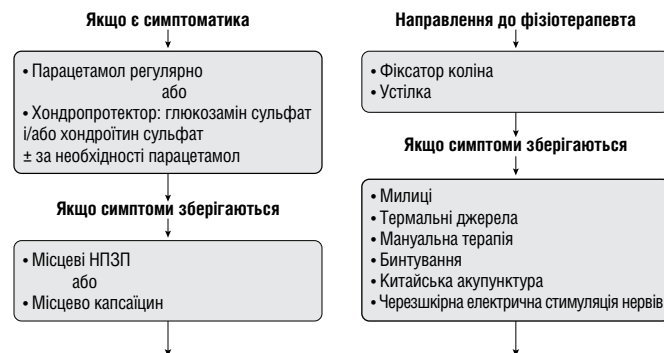 Якщо є симптоматика
• Парацетамол регулярно
або
• Хондропротектор: глюкозамін сульфат
і/або хондроїтин сульфат
± за необхідності парацетамол
Якщо симптоми зберігаються
• Місцеві НПЗП
або
• Місцево капсаїцин
Направлення до фізіотерапевта
• Фіксатор коліна
• Устілка
Якщо симптоми зберігаються
• Милиці
• Термальні джерела
• Мануальна терапія
• Бинтування
• Китайська акупунктура
• Черезшкірна електрична стимуляція нервів